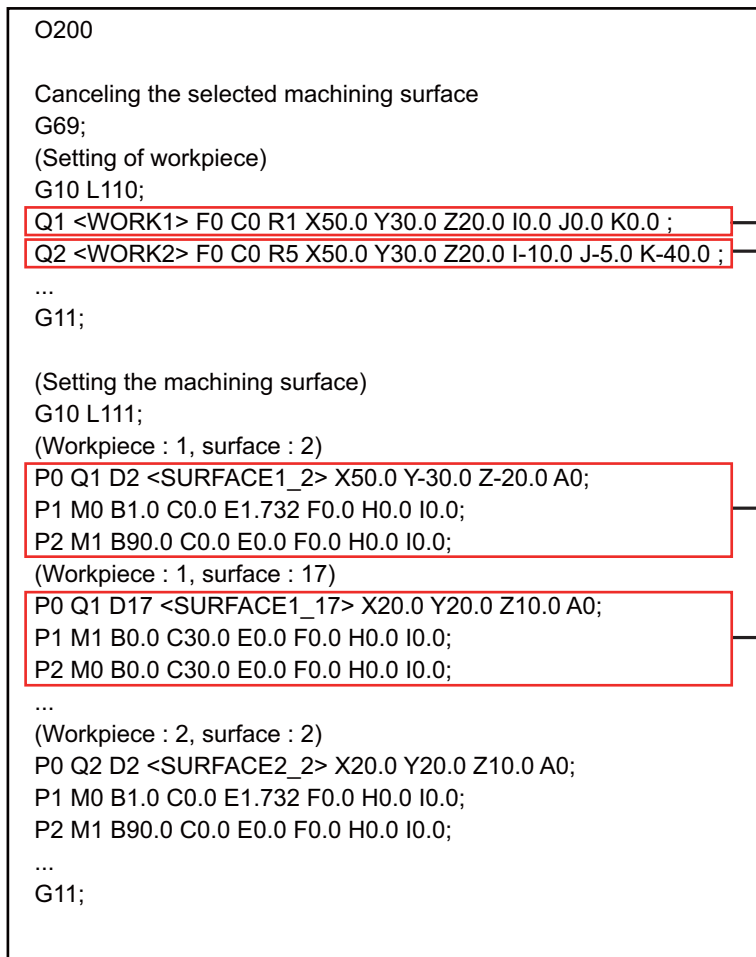 O200
Canceling the selected machining surface
G69;
(Setting of workpiece)
G10 L110;
Q1 <WORK1> F0 C0 R1 X50.0 Y30.0 Z20.0 I0.0 J0.0 K0.0 ;
Q2 <WORK2> F0 C0 R5 X50.0 Y30.0 Z20.0 I-10.0 J-5.0 K-40.0 ;
...
G11;
(Setting the machining surface)
G10 L111;
(Workpiece : 1, surface : 2)
P0 Q1 D2 <SURFACE1_2> X50.0 Y-30.0 Z-20.0 A0;
P1 M0 B1.0 C0.0 E1.732 F0.0 H0.0 I0.0;
P2 M1 B90.0 C0.0 E0.0 F0.0 H0.0 I0.0;
(Workpiece : 1, surface : 17)
P0 Q1 D17 <SURFACE1_17> X20.0 Y20.0 Z10.0 A0;
P1 M1 B0.0 C30.0 E0.0 F0.0 H0.0 I0.0;
P2 M0 B0.0 C30.0 E0.0 F0.0 H0.0 I0.0;
...
(Workpiece : 2, surface : 2)
P0 Q2 D2 <SURFACE2_2> X20.0 Y20.0 Z10.0 A0;
P1 M0 B1.0 C0.0 E1.732 F0.0 H0.0 I0.0;
P2 M1 B90.0 C0.0 E0.0 F0.0 H0.0 I0.0;
...
G11;